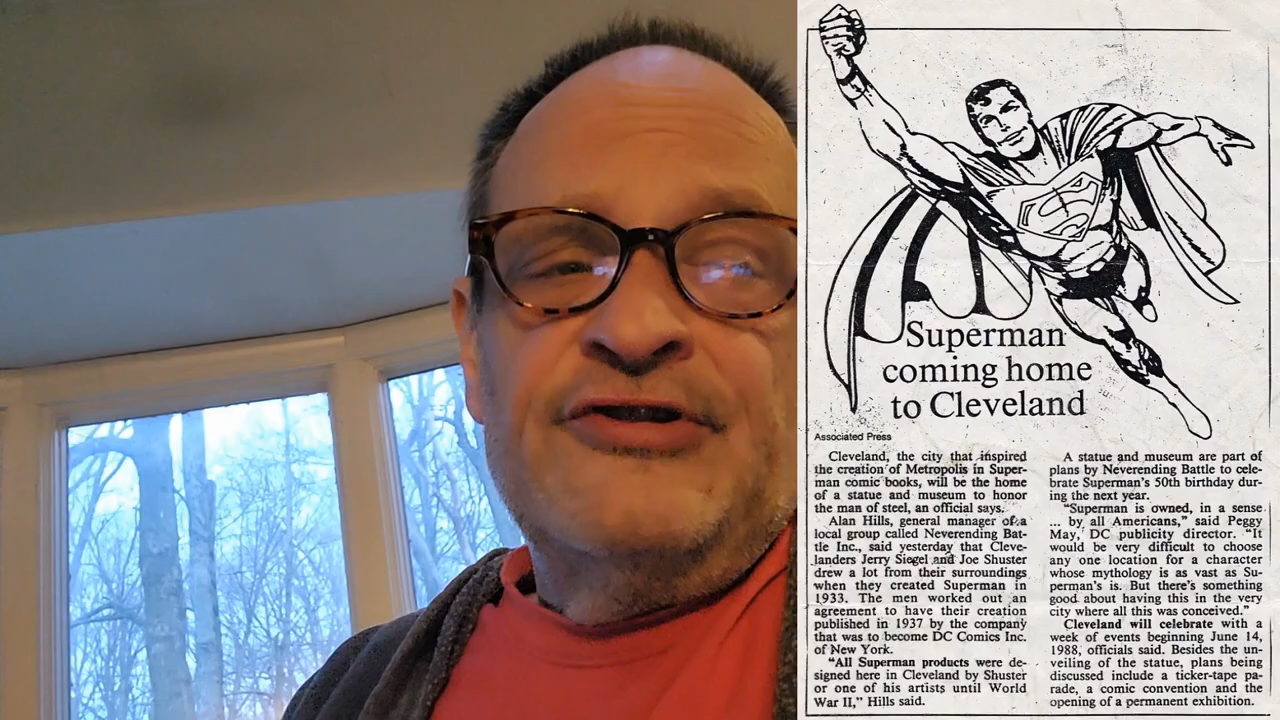 Superman
coming home
to Cleveland
Associated Press
Cleveland, the city that inspired
the creation of Metropolis in Super-
man comic books, will be the home
of a statue and museum to honor
the man of steel, an official says.
Alan Hills, general manager of a
local group called Neverending Bat-
tle Inc., said yesterday that Cleve-
landers Jerry Siegel and Joe Shuster
drew a lot from their surroundings
when they created Superman in
1933. The men worked out an
agreement to have their creation
published in 1937 by the company
that was to become DC Comics Inc.
of New York.
"All Superman products were de-
signed here in Cleveland by Shuster
or one of his artists until World
War II," Hills said.
A statue and museum are part of
plans by Neverending Battle to cele-
brate Superman's 50th birthday dur-
ing the next year.
"Superman is owned, in a sense
... by all Americans," said Peggy
May, DC publicity director. "It
would be very difficult to choose
any one location for a character
whose mythology is as vast as Su-
perman's is. But there's something
good about having this in the very
city where all this was conceived."
Cleveland will celebrate with a
week of events beginning June 14,
1988, officials said. Besides the un-
veiling of the statue, plans being
discussed include a ticker-tape pa-
rade, a comic convention and the
opening of a permanent exhibition.